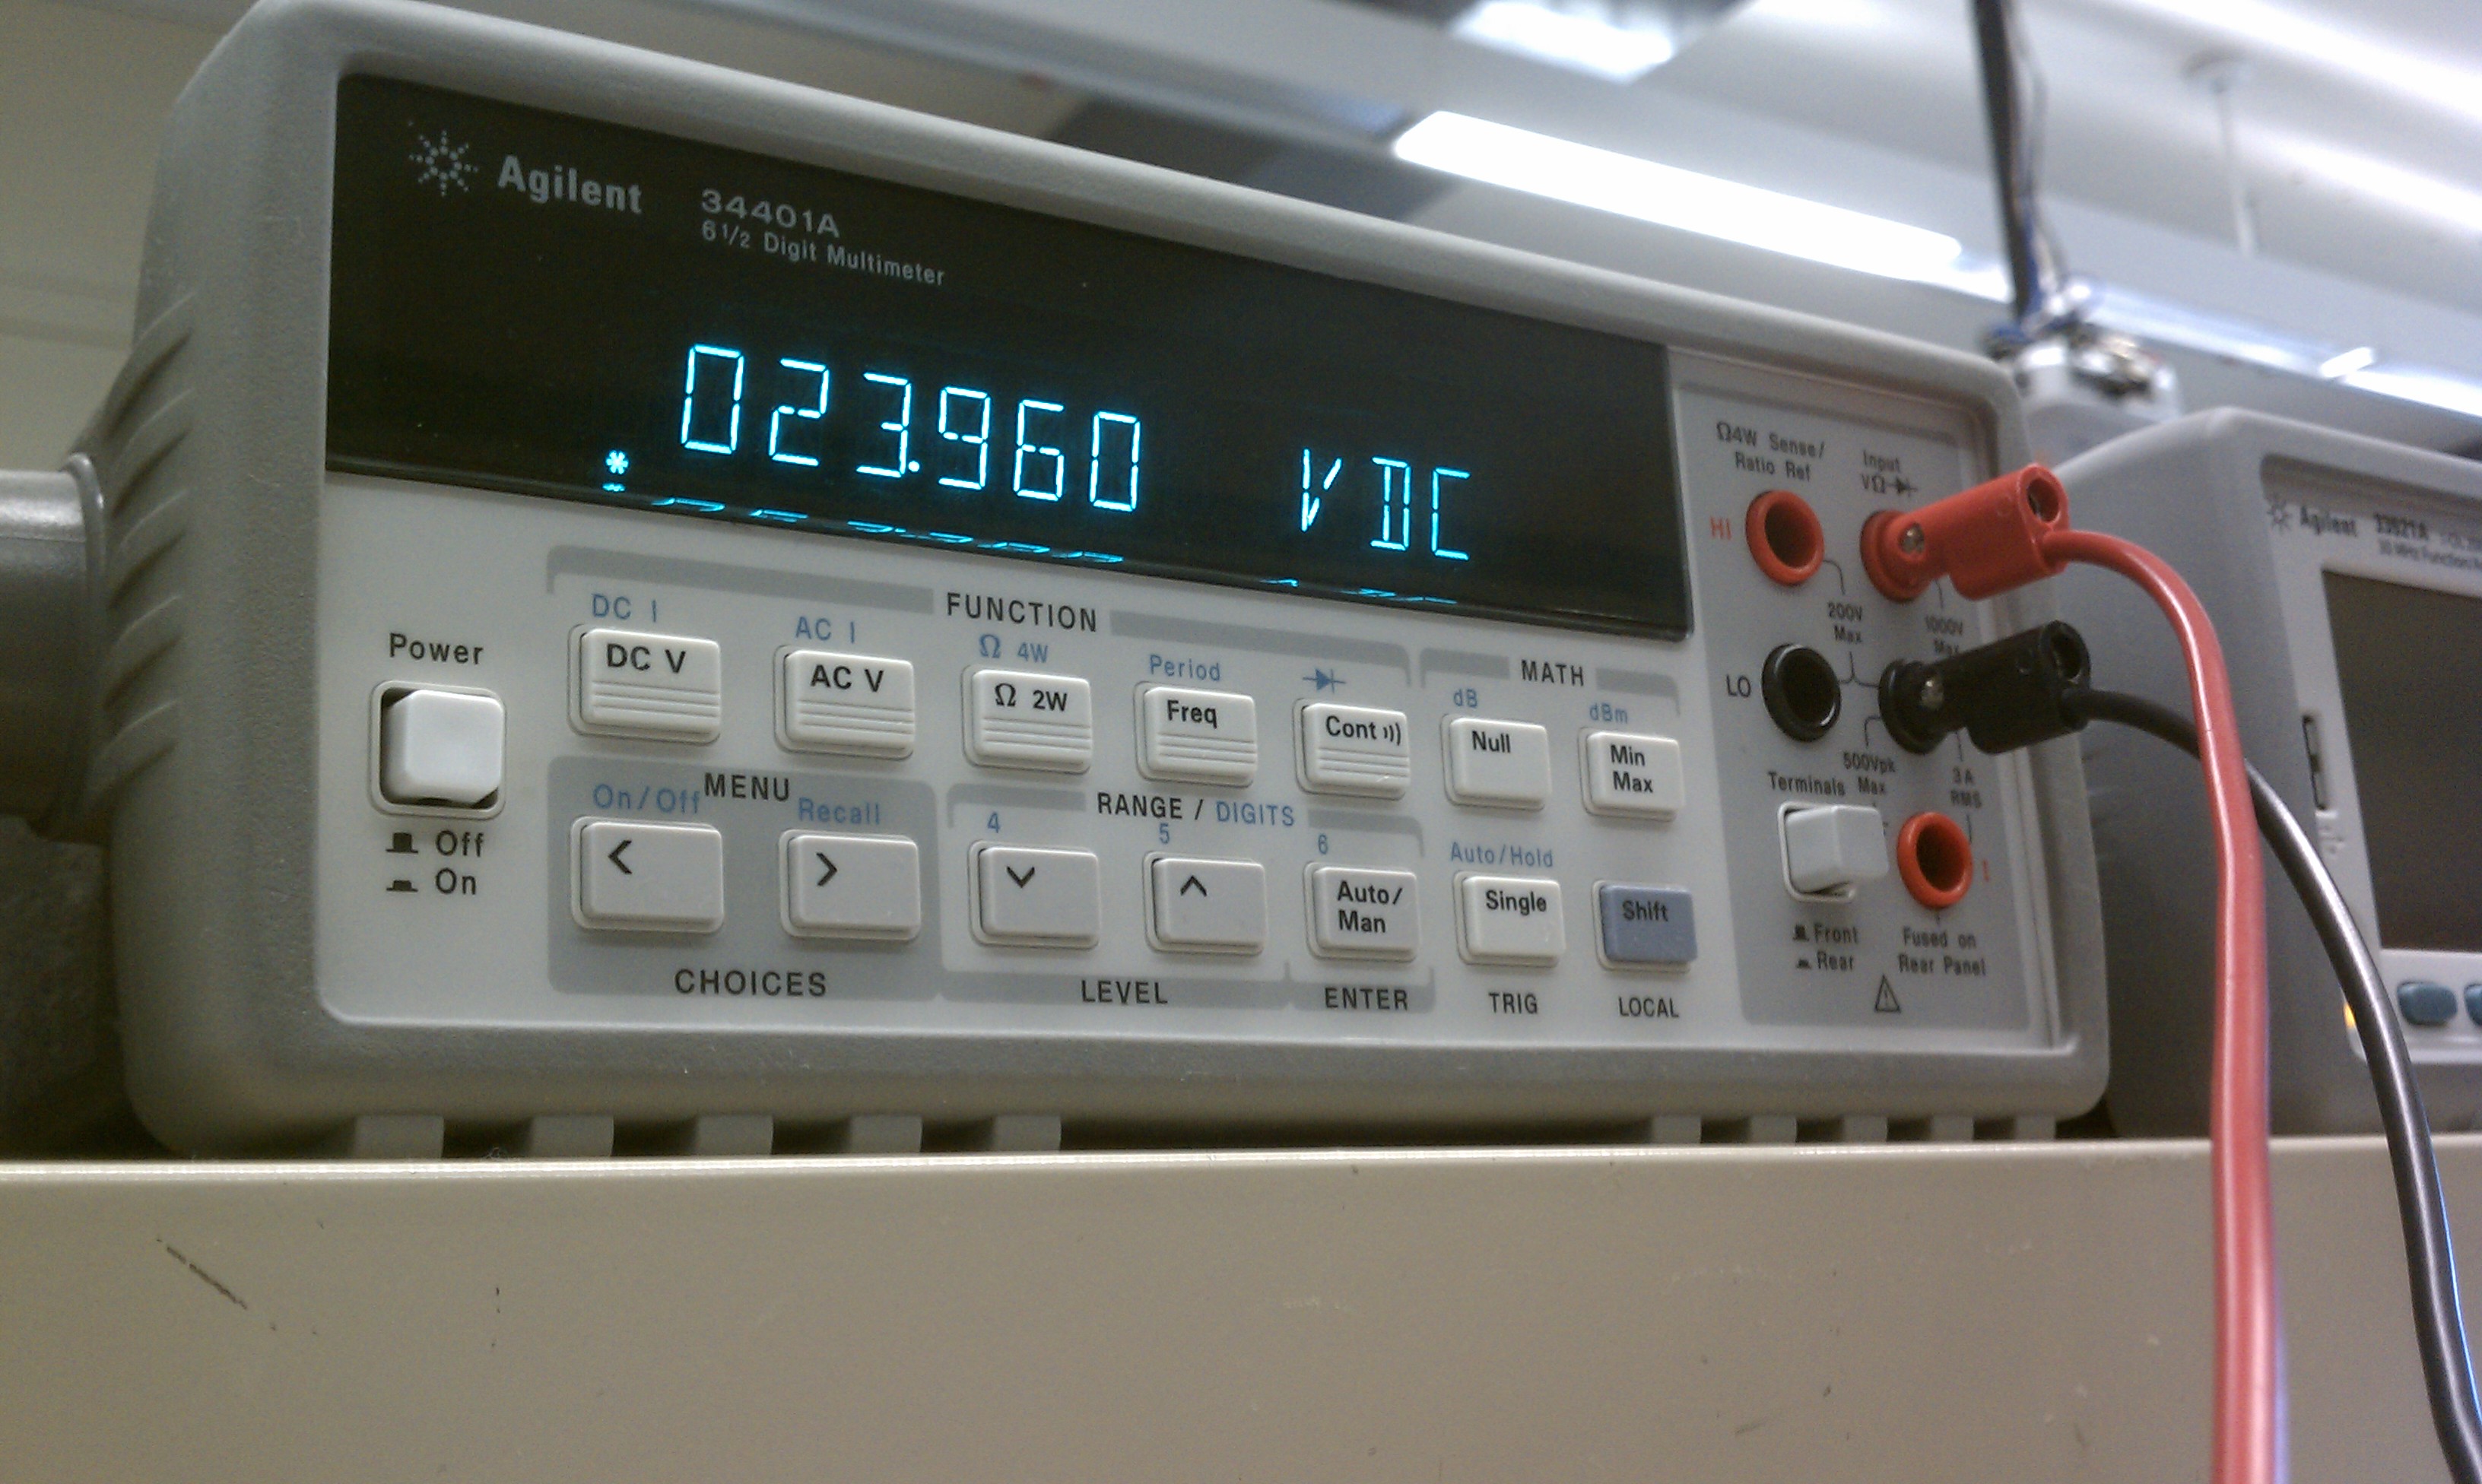 Agilent
34401A
6½ Digit Multimeter
023.960 VDC
*
Power
Off
On
FUNCTION
DC I
AC I
Ω 4W
Period
DC V
AC V
Ω 2W
Freq
Cont
MATH
dB
dBm
Null
Min
Max
MENU
On/Off
Recall
<
>
CHOICES
RANGE / DIGITS
4
5
6
Auto/
Man
LEVEL
ENTER
Auto/Hold
Single
TRIG
Shift
LOCAL
Ω4W Sense/
Ratio Ref
Input
VΩ
HI
200V
Max
1000V
Max
LO
500Vpk
Max
3A
RMS
Terminals
Front
Rear
I
Fused on
Rear Panel
Agilent